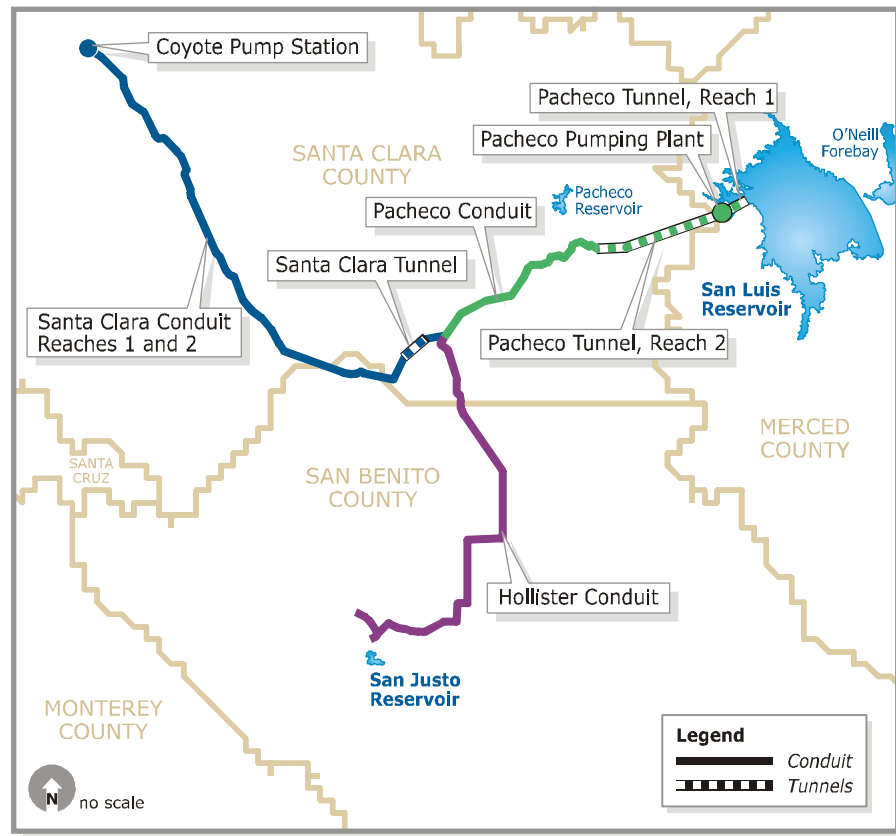 Coyote Pump Station
Pacheco Tunnel, Reach 1
O'Neill
Forebay
Pacheco Pumping Plant
SANTA CLARA
COUNTY
Pacheco
Reservoir
Pacheco Conduit
Santa Clara Tunnel
San Luis
Reservoir
Santa Clara Conduit
Reaches 1 and 2
Pacheco Tunnel, Reach 2
MERCED
COUNTY
SANTA
CRUZ
SAN BENITO
COUNTY
Hollister Conduit
San Justo
Reservoir
MONTEREY
COUNTY
Legend
Conduit
Tunnels
N
no scale